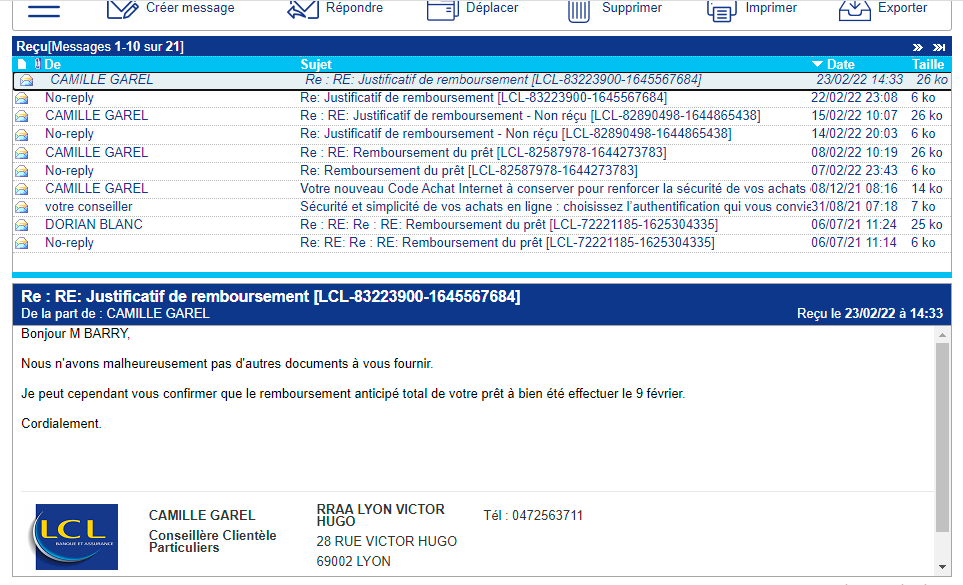 Créer message Répondre Déplacer Supprimer Imprimer Exporter
Reçu[Messages 1-10 sur 21]
De Sujet Date Taille
CAMILLE GAREL Re : RE: Justificatif de remboursement [LCL-83223900-1645567684] 23/02/22 14:33 26 ko
No-reply Re: Justificatif de remboursement [LCL-83223900-1645567684] 22/02/22 23:08 6 ko
CAMILLE GAREL Re : RE: Justificatif de remboursement - Non réçu [LCL-82890498-1644865438] 15/02/22 10:07 26 ko
No-reply Re: Justificatif de remboursement - Non réçu [LCL-82890498-1644865438] 14/02/22 20:03 6 ko
CAMILLE GAREL Re : RE: Remboursement du prêt [LCL-82587978-1644273783] 08/02/22 10:19 26 ko
No-reply Re: Remboursement du prêt [LCL-82587978-1644273783] 07/02/22 23:43 6 ko
CAMILLE GAREL Votre nouveau Code Achat Internet à conserver pour renforcer la sécurité de vos achats 08/12/21 08:16 14 ko
votre conseiller Sécurité et simplicité de vos achats en ligne : choisissez l'authentification qui vous convie 31/08/21 07:18 7 ko
DORIAN BLANC Re : RE: Re : RE: Remboursement du prêt [LCL-72221185-1625304335] 06/07/21 11:24 25 ko
No-reply Re: RE: Re : RE: Remboursement du prêt [LCL-72221185-1625304335] 06/07/21 11:14 6 ko
Re : RE: Justificatif de remboursement [LCL-83223900-1645567684]
De la part de : CAMILLE GAREL Reçu le 23/02/22 à 14:33
Bonjour M BARRY,
Nous n'avons malheureusement pas d'autres documents à vous fournir.
Je peut cependant vous confirmer que le remboursement anticipé total de votre prêt à bien été effectuer le 9 février.
Cordialement.
LCL
BANQUE ET ASSURANCE
CAMILLE GAREL
Conseillère Clientèle
Particuliers
RRAA LYON VICTOR
HUGO
28 RUE VICTOR HUGO
69002 LYON
Tél : 0472563711